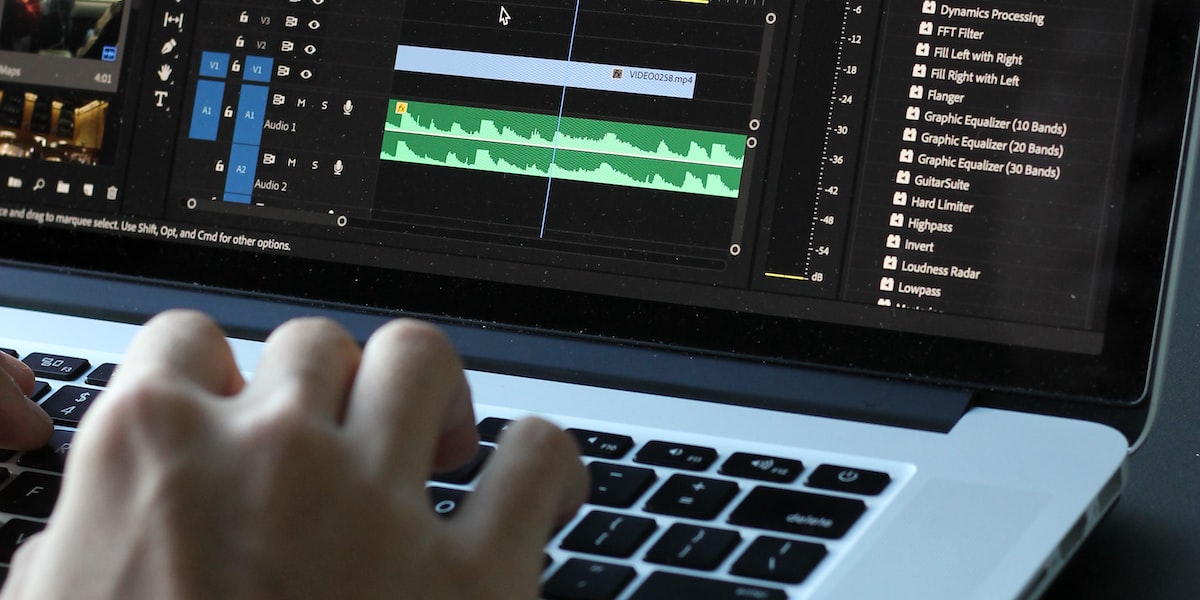 Maps
4:01
V3
V2
V1
V1
A1
A1
M
S
Audio 1
A2
M
S
Audio 2
T
VIDEO0258.mp4
fx
and drag to marquee select. Use Shift, Opt, and Cmd for other options.
-6
-12
-18
-24
-30
-36
-42
-48
-54
dB
Dynamics Processing
FFT Filter
Fill Left with Right
Fill Right with Left
Flanger
Graphic Equalizer (10 Bands)
Graphic Equalizer (20 Bands)
Graphic Equalizer (30 Bands)
GuitarSuite
Hard Limiter
Highpass
Invert
Loudness Radar
Lowpass
F3
$
4
R
F
V
O
F10
F11
F12
delete